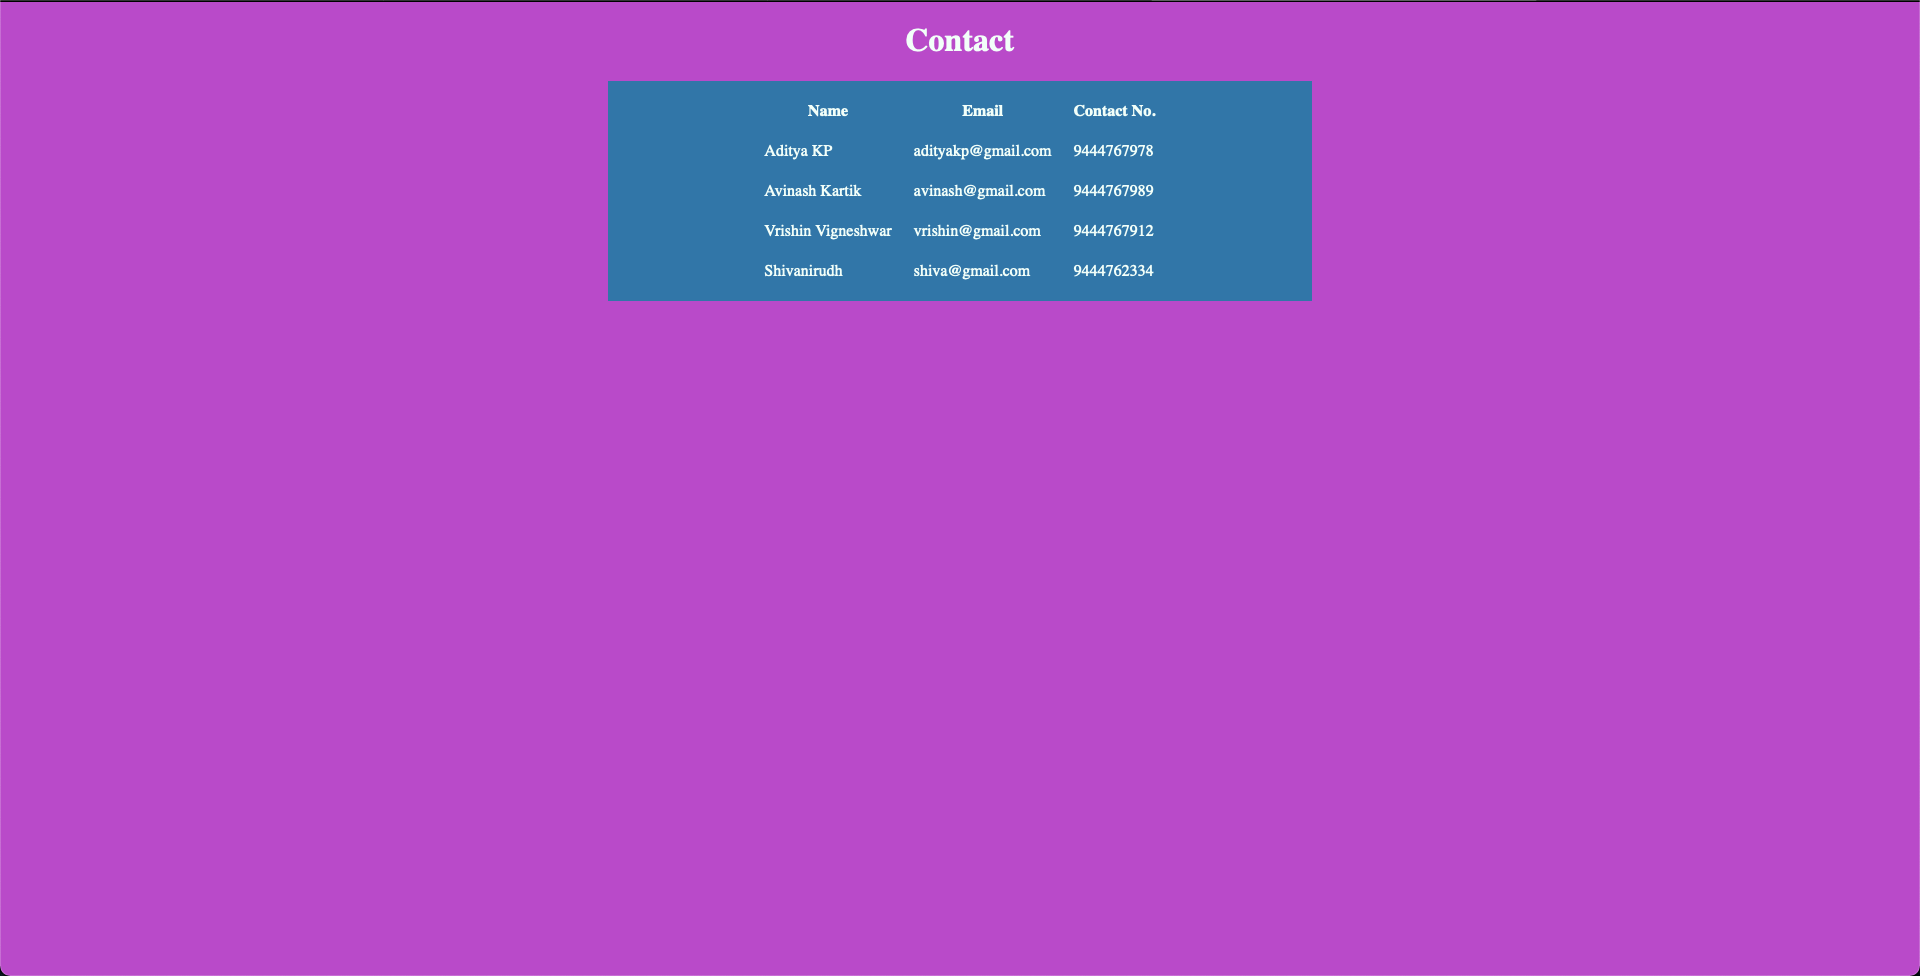 Contact
Name Email Contact No.
Aditya KP adityakp@gmail.com 9444767978
Avinash Kartik avinash@gmail.com 9444767989
Vrishin Vigneshwar vrishin@gmail.com 9444767912
Shivanirudh shiva@gmail.com 9444762334